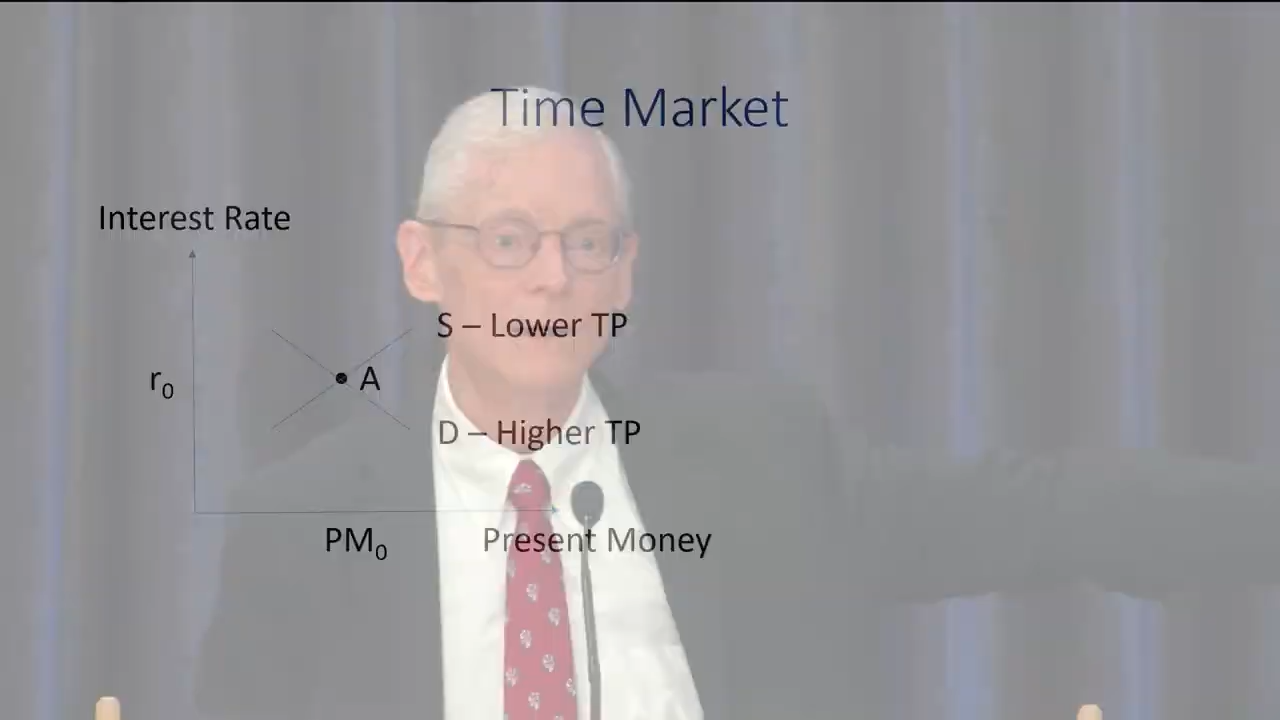 Time Market
Interest Rate
S – Lower TP
r₀
A
D – Higher TP
PM₀
Present Money